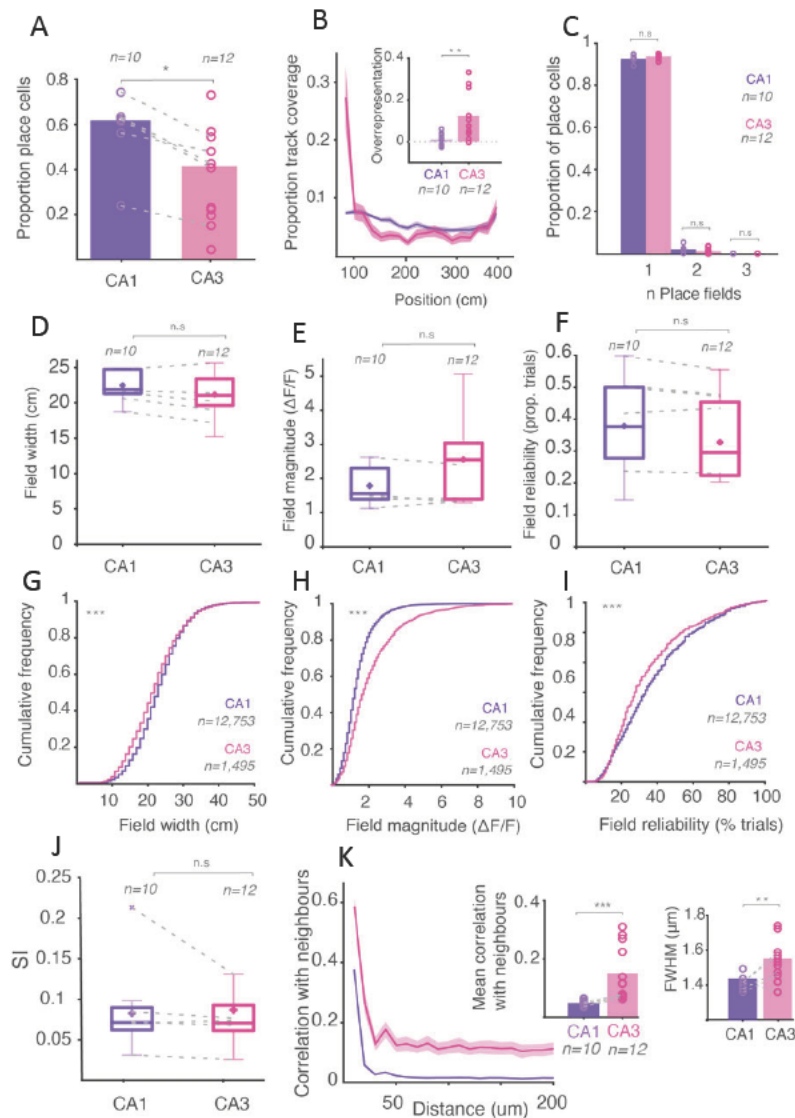 A
n=10
n=12
*
Proportion place cells
0.8
0.6
0.4
0.2
CA1
CA3
B
Proportion track coverage
0.3
0.2
0.1
100
200
300
400
Position (cm)
Overrepresentation
0.4
0.2
0
**
CA1
CA3
n=10
n=12
C
Proportion of place cells
1
0.8
0.6
0.4
0.2
n.s
n.s
n.s
CA1
n=10
CA3
n=12
1
2
3
n Place fields
D
n.s
n=10
n=12
Field width (cm)
25
20
15
10
5
0
CA1
CA3
E
n.s
n=10
n=12
Field magnitude (ΔF/F)
5
4
3
2
1
0
CA1
CA3
F
n.s
n=10
n=12
Field reliability (prop. trials)
0.6
0.5
0.4
0.3
0.2
0.1
0
CA1
CA3
G
***
Cumulative frequency
1
0.8
0.6
0.4
0.2
CA1
n=12,753
CA3
n=1,495
0
10
20
30
40
50
Field width (cm)
H
***
Cumulative frequency
1
0.8
0.6
0.4
0.2
CA1
n=12,753
CA3
n=1,495
2
4
6
8
10
Field magnitude (ΔF/F)
I
***
Cumulative frequency
1
0.8
0.6
0.4
0.2
CA1
n=12,753
CA3
n=1,495
20
40
60
80
100
Field reliability (% trials)
J
n.s
n=10
n=12
SI
0.25
0.2
0.15
0.1
0.05
0
CA1
CA3
K
Correlation with neighbours
0.6
0.4
0.2
0
50
200
Distance (um)
Mean correlation
with neighbours
0.4
0.2
***
CA1
CA3
n=10
n=12
FWHM (μm)
1.8
1.6
1.4
**
CA1
CA3